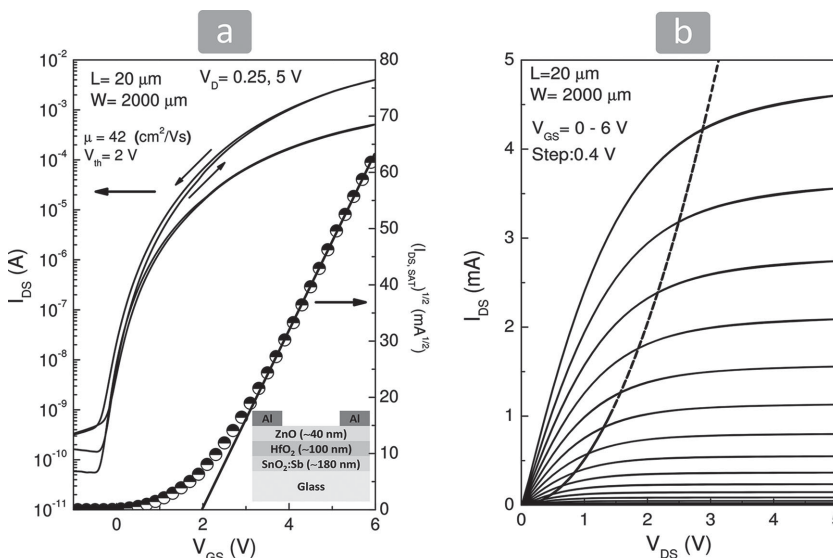 a
10⁻²
10⁻³
10⁻⁴
10⁻⁵
10⁻⁶
10⁻⁷
10⁻⁸
10⁻⁹
10⁻¹⁰
10⁻¹¹
I_DS (A)
L= 20 μm
W= 2000 μm
V_D= 0.25, 5 V
μ = 42 (cm²/Vs)
V_th= 2 V
80
70
60
50
40
30
20
10
0
(I_DS, SAT)^1/2 (mA^1/2)
Al
Al
ZnO (~40 nm)
HfO₂ (~100 nm)
SnO₂:Sb (~180 nm)
Glass
0
2
4
6
V_GS (V)
b
5
4
3
2
1
0
I_DS (mA)
L=20 μm
W= 2000 μm
V_GS= 0 - 6 V
Step:0.4 V
0
1
2
3
4
5
V_DS (V)